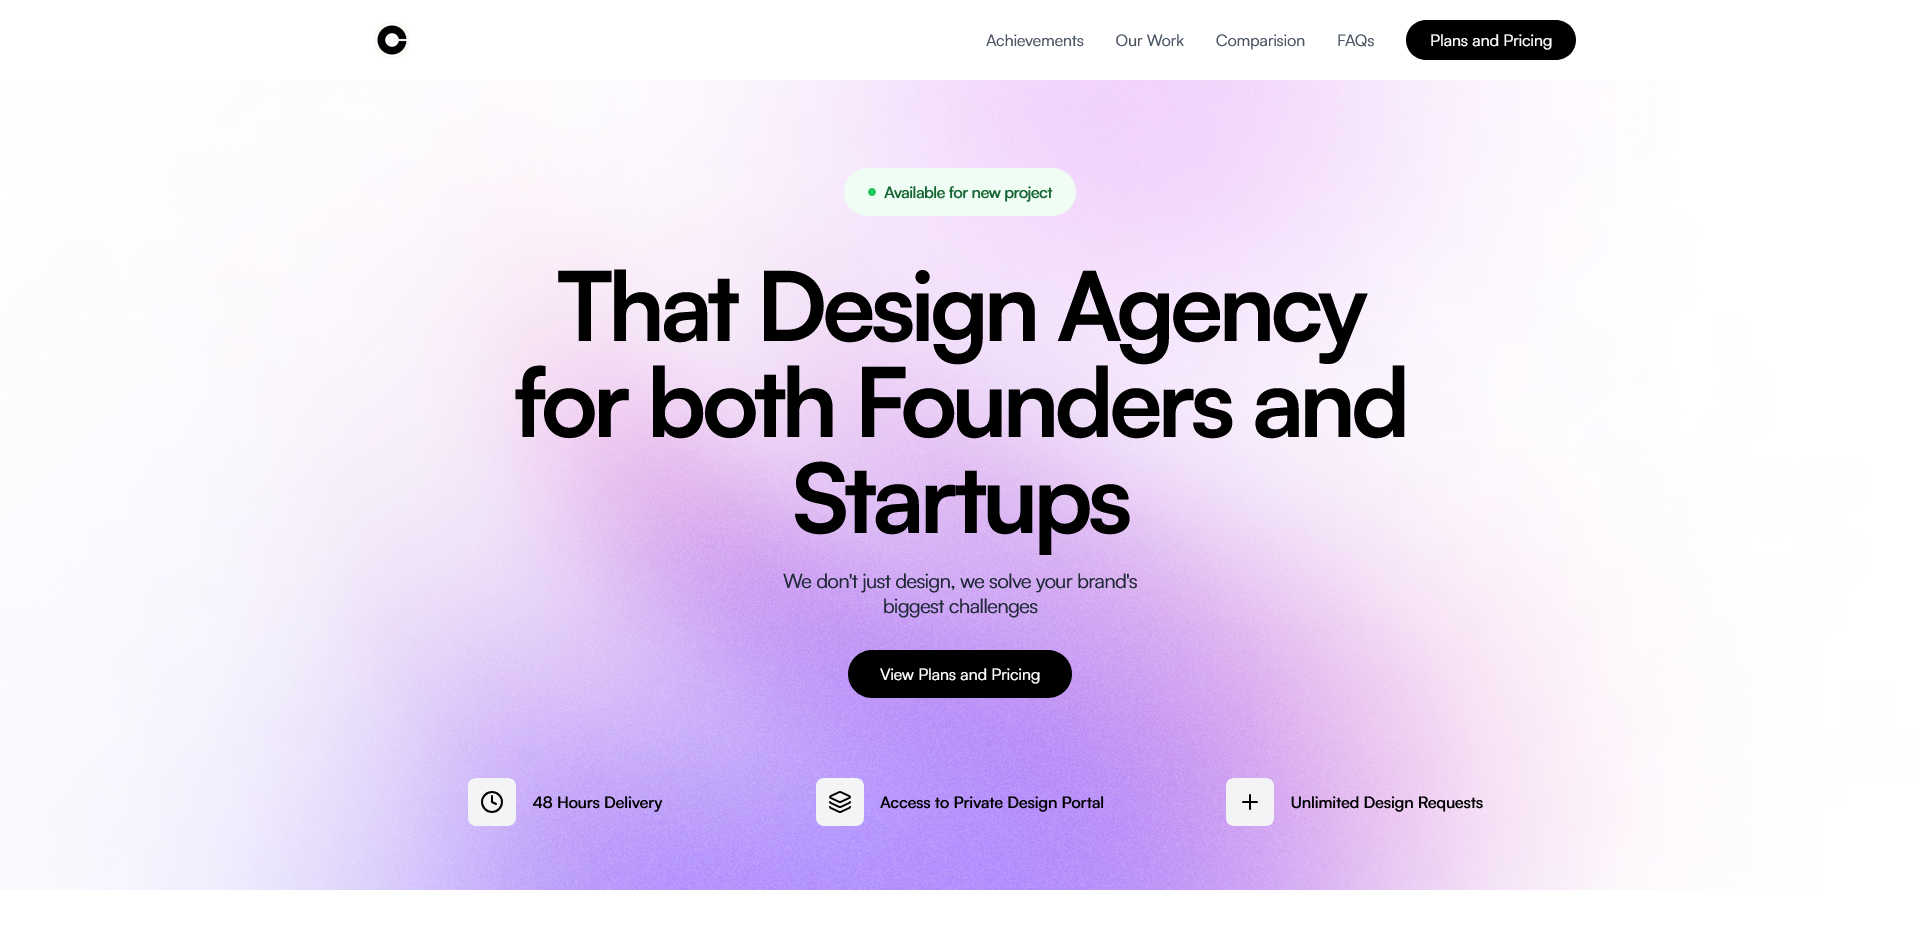 Achievements
Our Work
Comparision
FAQs
Plans and Pricing
Available for new project
That Design Agency
for both Founders and
Startups
We don't just design, we solve your brand's
biggest challenges
View Plans and Pricing
48 Hours Delivery
Access to Private Design Portal
Unlimited Design Requests